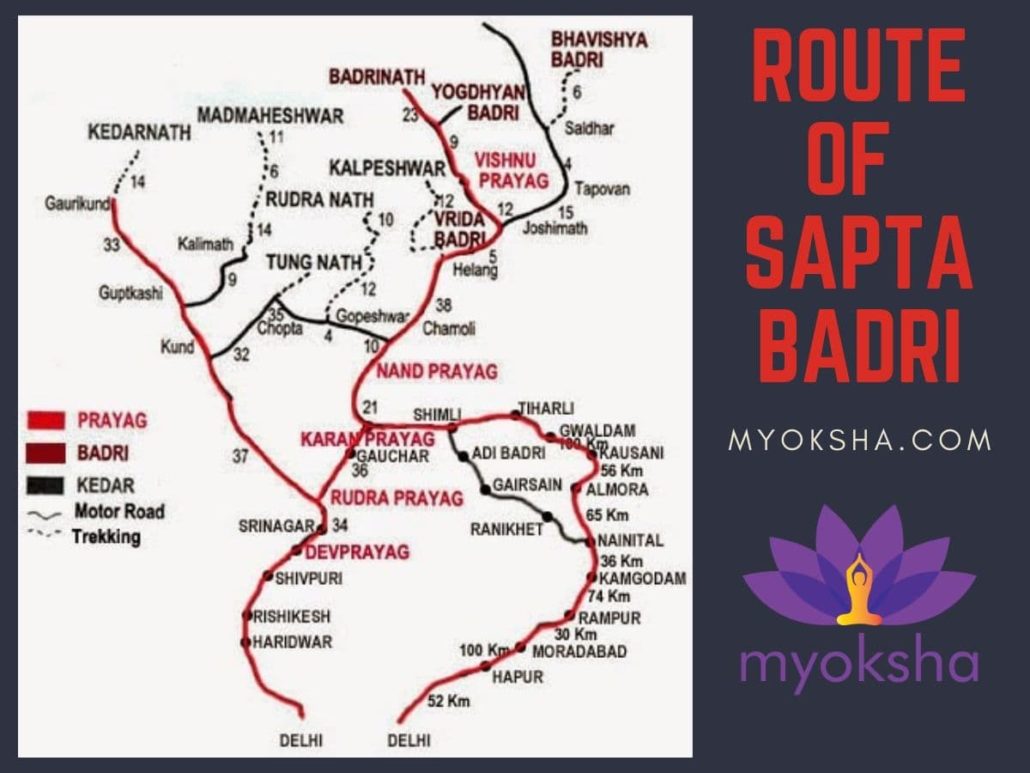 ROUTE
OF
SAPTA
BADRI
MYOKSHA.COM
myoksha
BHAVISHYA
BADRI
BADRINATH
YOGDHYAN
BADRI
6
23
MADMAHESHWAR
Saldhar
KEDARNATH
11
9
VISHNU
PRAYAG
4
KALPESHWAR
6
14
RUDRA NATH
Tapovan
Gaurikund
12
VRIDA
BADRI
12
15
Joshimath
10
14
33
Kalimath
TUNG NATH
5
Helang
9
12
Guptkashi
38
35
Chopta
Gopeshwar
4
Chamoli
Kund
32
10
NAND PRAYAG
21
SHIMLI
TIHARLI
GWALDAM
100 Km
KARAN PRAYAG
GAUCHAR
36
ADI BADRI
KAUSANI
56 Km
37
GAIRSAIN
ALMORA
RUDRA PRAYAG
65 Km
SRINAGAR
34
RANIKHET
NAINITAL
DEVPRAYAG
36 Km
SHIVPURI
KAMGODAM
74 Km
RISHIKESH
RAMPUR
30 Km
HARIDWAR
100 Km
MORADABAD
HAPUR
52 Km
DELHI
DELHI
PRAYAG
BADRI
KEDAR
Motor Road
Trekking